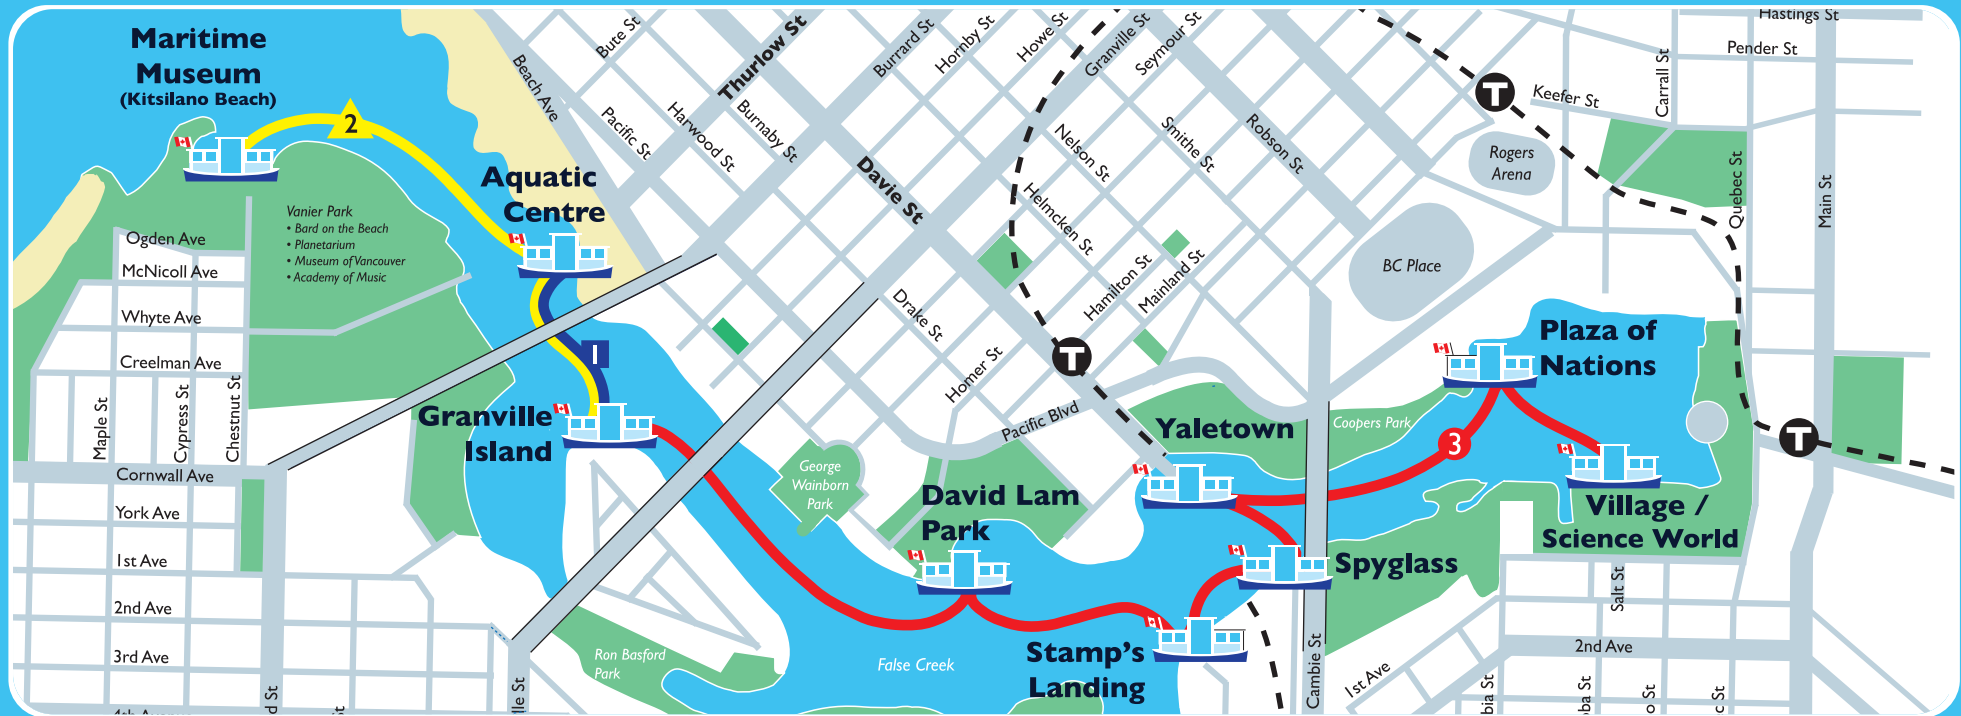 Maritime
Museum
(Kitsilano Beach)
2
Aquatic
Centre
1
Granville
Island
Vanier Park
• Bard on the Beach
• Planetarium
• Museum of Vancouver
• Academy of Music
Ogden Ave
McNicoll Ave
Whyte Ave
Creelman Ave
Maple St
Cypress St
Chestnut St
Cornwall Ave
York Ave
1st Ave
2nd Ave
3rd Ave
Beach Ave
Bute St
Thurlow St
Burrard St
Hornby St
Howe St
Granville St
Seymour St
Pacific St
Harwood St
Burnaby St
Davie St
Nelson St
Smithe St
Robson St
Helmcken St
Hamilton St
Mainland St
Drake St
Homer St
Pacific Blvd
T
T
T
Hastings St
Pender St
Keefer St
Carrall St
Quebec St
Main St
Rogers
Arena
BC Place
Plaza of
Nations
Yaletown
Coopers Park
3
Village /
Science World
George
Wainborn
Park
David Lam
Park
Spyglass
Stamp's
Landing
False Creek
Ron Basford
Park
Cambie St
1st Ave
2nd Ave
Salt St